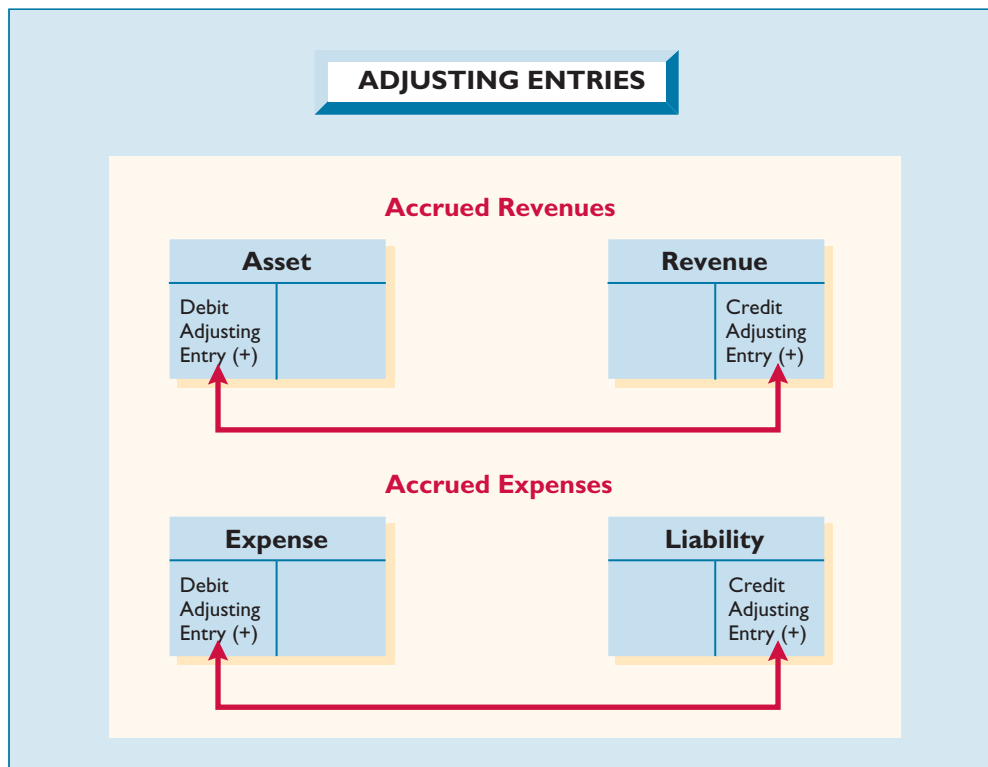 ADJUSTING ENTRIES
Accrued Revenues
Asset
Debit
Adjusting
Entry (+)
Revenue
Credit
Adjusting
Entry (+)
Accrued Expenses
Expense
Debit
Adjusting
Entry (+)
Liability
Credit
Adjusting
Entry (+)